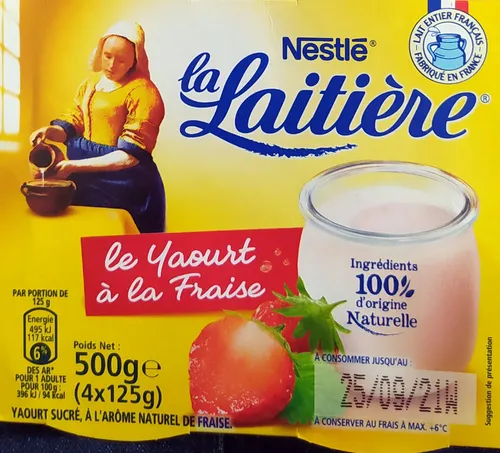 Nestlé®
la Laitière®
LAIT ENTIER FRANÇAIS
FABRIQUÉ EN FRANCE
le Yaourt
à la Fraise
Ingrédients
100%
d'origine
Naturelle
PAR PORTION DE
125 g
Energie
495 kJ
117 kcal
6%
DES AR*
POUR 1 ADULTE
POUR 100g :
396 kJ / 94 kcal
Poids Net :
500g e
(4x125g)
À CONSOMMER JUSQU'AU :
25/09/21W
À CONSERVER AU FRAIS À MAX. +6°C
YAOURT SUCRÉ, À L'ARÔME NATUREL DE FRAISE.
Suggestion de présentation